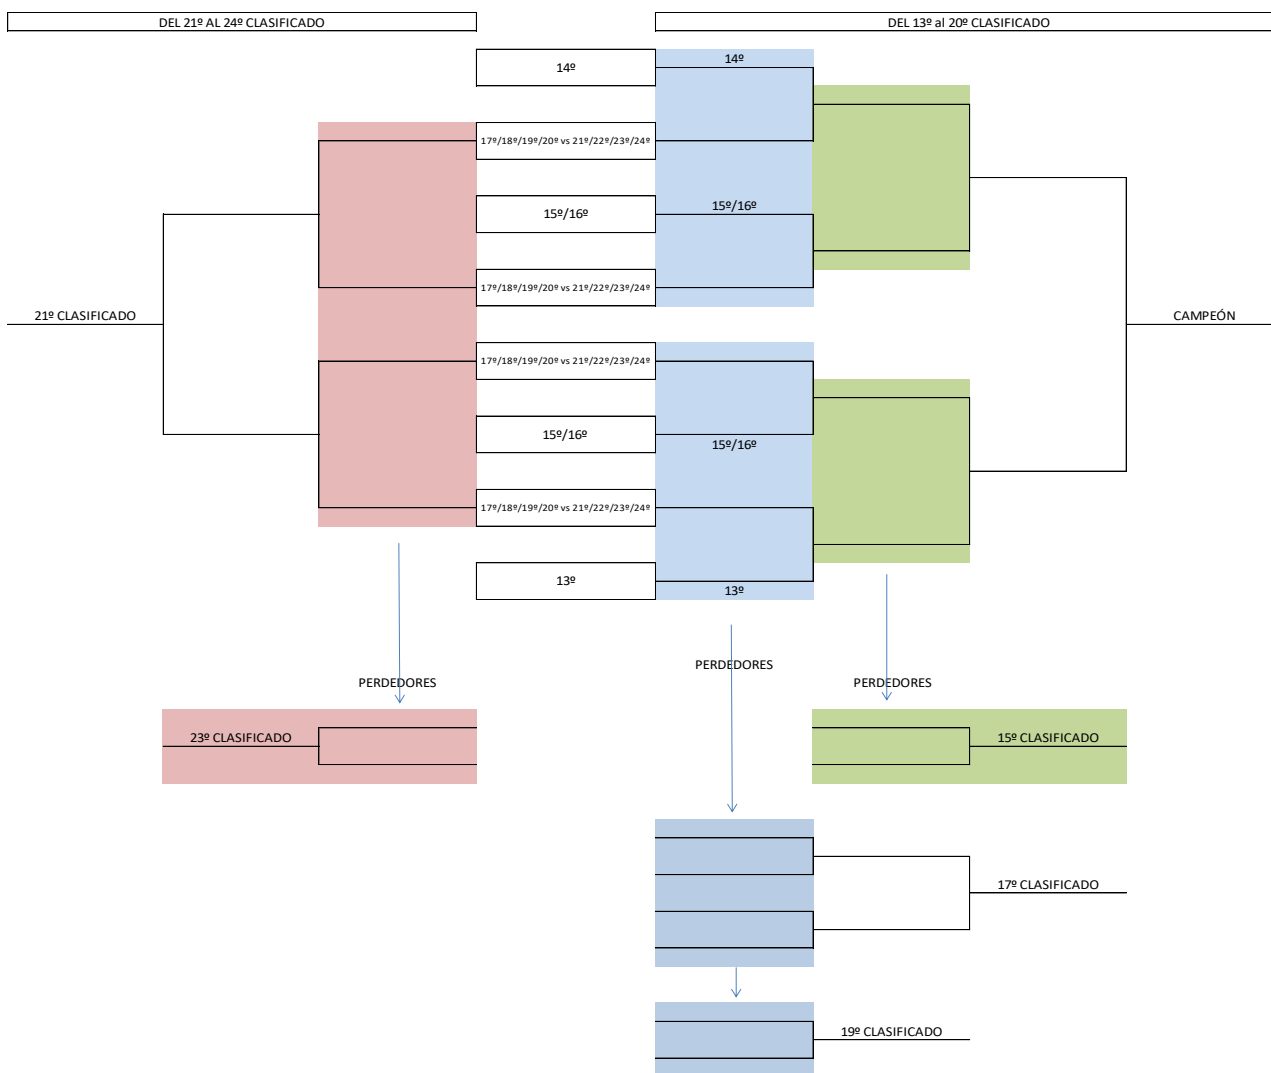 DEL 21º AL 24º CLASIFICADO
DEL 13º al 20º CLASIFICADO
14º
14º
17º/18º/19º/20º vs 21º/22º/23º/24º
15º/16º
15º/16º
17º/18º/19º/20º vs 21º/22º/23º/24º
21º CLASIFICADO
CAMPEÓN
17º/18º/19º/20º vs 21º/22º/23º/24º
15º/16º
15º/16º
17º/18º/19º/20º vs 21º/22º/23º/24º
13º
13º
PERDEDORES
PERDEDORES
PERDEDORES
23º CLASIFICADO
15º CLASIFICADO
17º CLASIFICADO
19º CLASIFICADO